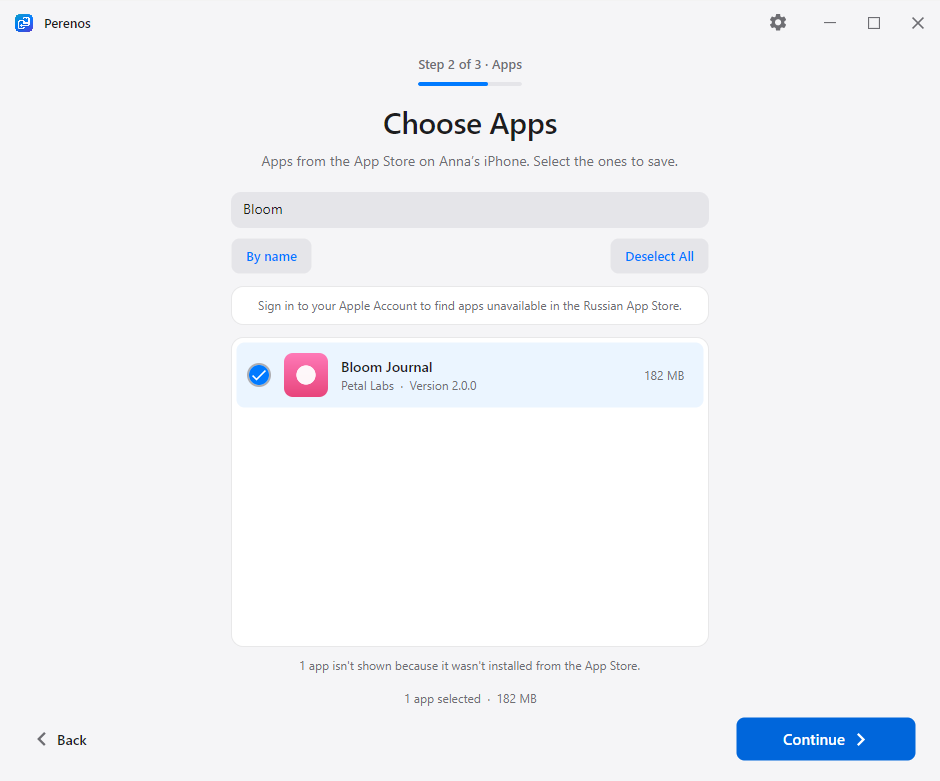 Perenos
Step 2 of 3 · Apps
Choose Apps
Apps from the App Store on Anna's iPhone. Select the ones to save.
Bloom
By name
Deselect All
Sign in to your Apple Account to find apps unavailable in the Russian App Store.
Bloom Journal
Petal Labs · Version 2.0.0
182 MB
1 app isn't shown because it wasn't installed from the App Store.
1 app selected · 182 MB
Back
Continue